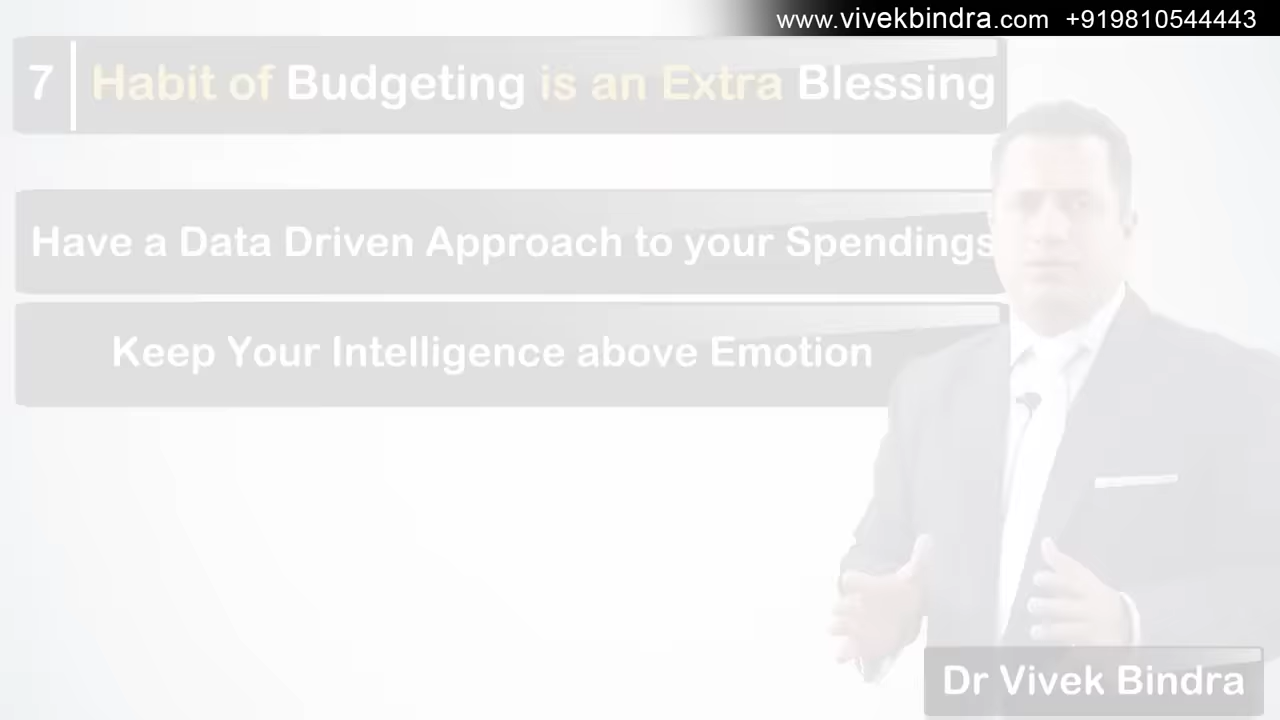 www.vivekbindra.com +919810544443
7 Habit of Budgeting is an Extra Blessing
Have a Data Driven Approach to your Spendings
Keep Your Intelligence above Emotion
Dr Vivek Bindra